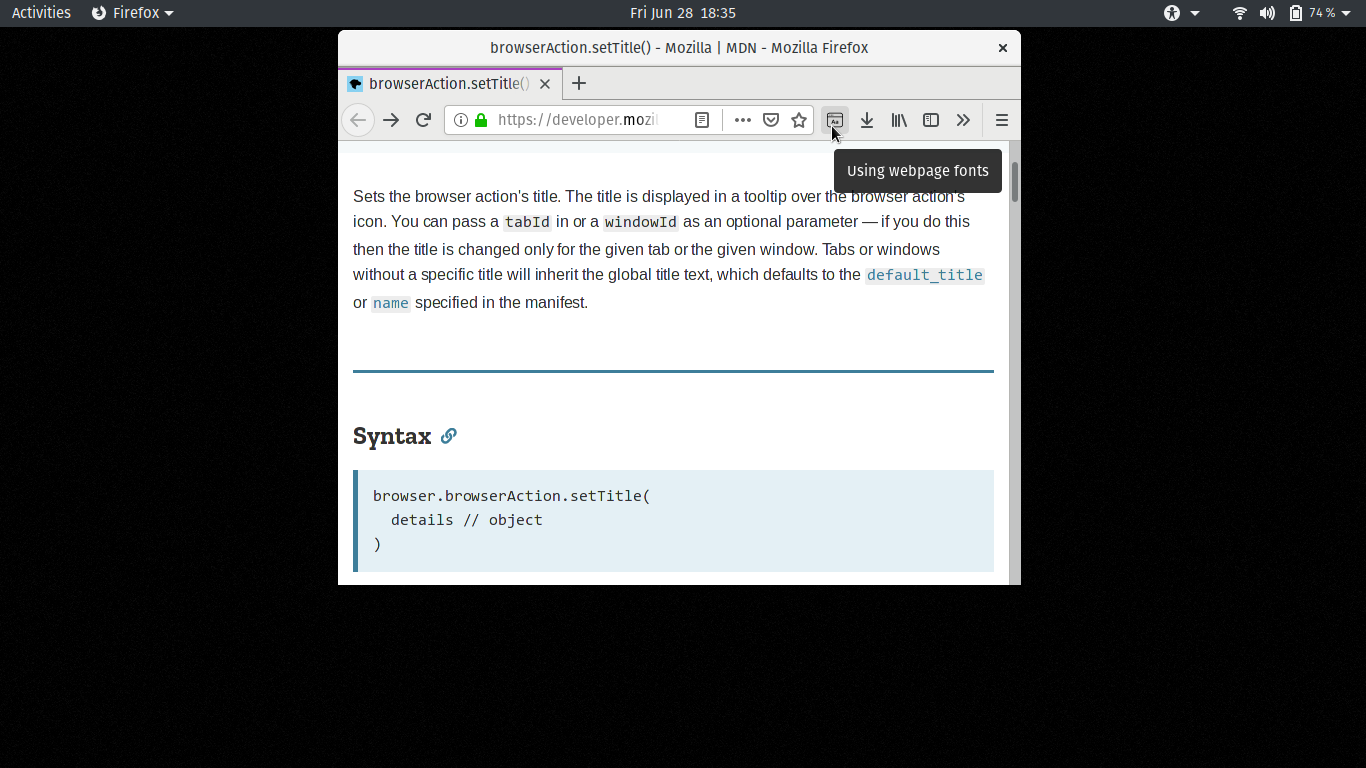 Activities Firefox Fri Jun 28 18:35 74 %
browserAction.setTitle() - Mozilla | MDN - Mozilla Firefox
browserAction.setTitle()
https://developer.mozil
Using webpage fonts
Sets the browser action's title. The title is displayed in a tooltip over the browser action's
icon. You can pass a tabId in or a windowId as an optional parameter — if you do this
then the title is changed only for the given tab or the given window. Tabs or windows
without a specific title will inherit the global title text, which defaults to the default_title
or name specified in the manifest.
Syntax
browser.browserAction.setTitle(
details // object
)